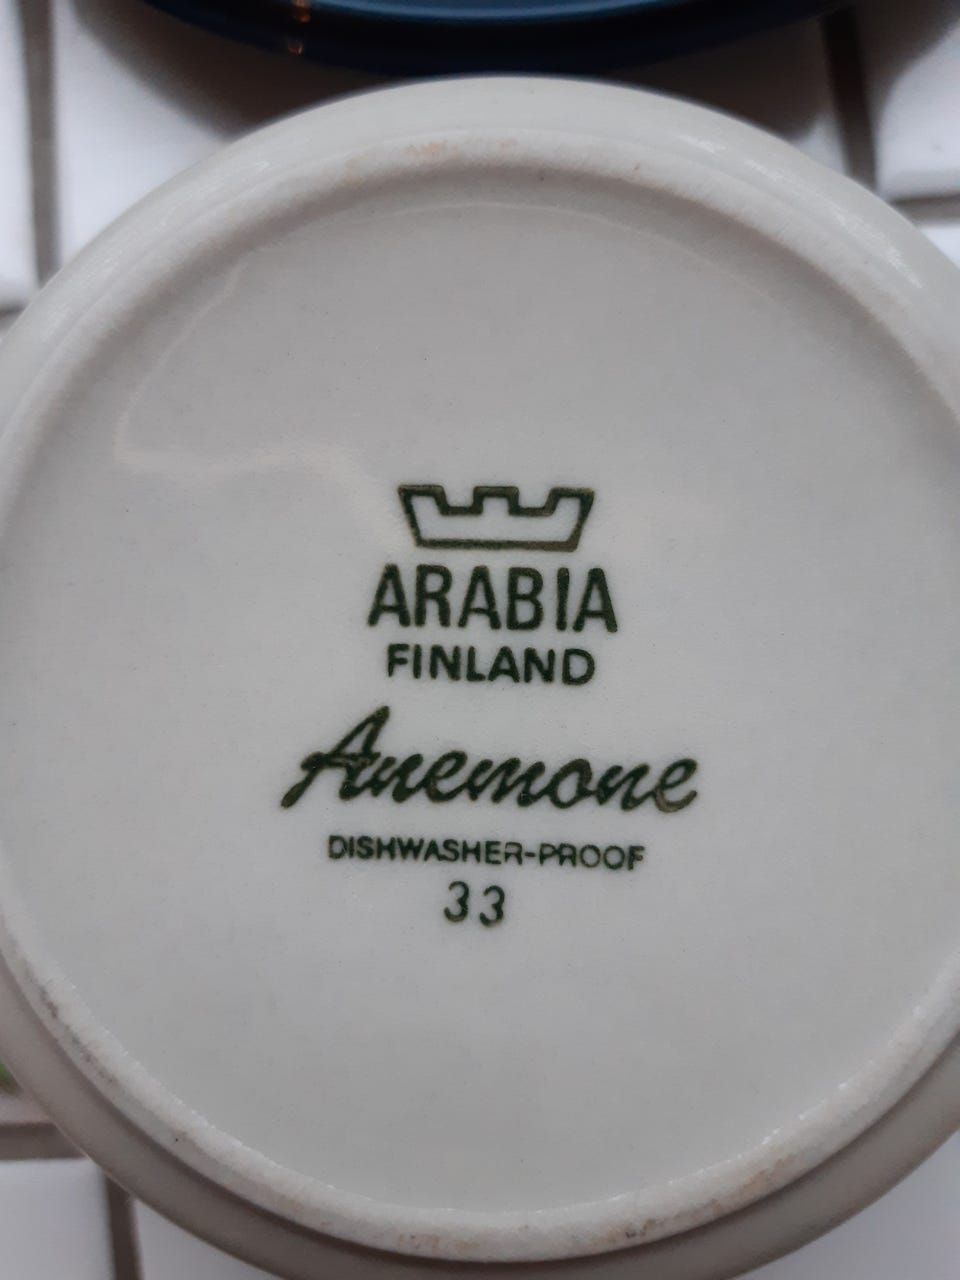 ARABIA
FINLAND
Anemone
DISHWASHER-PROOF
33